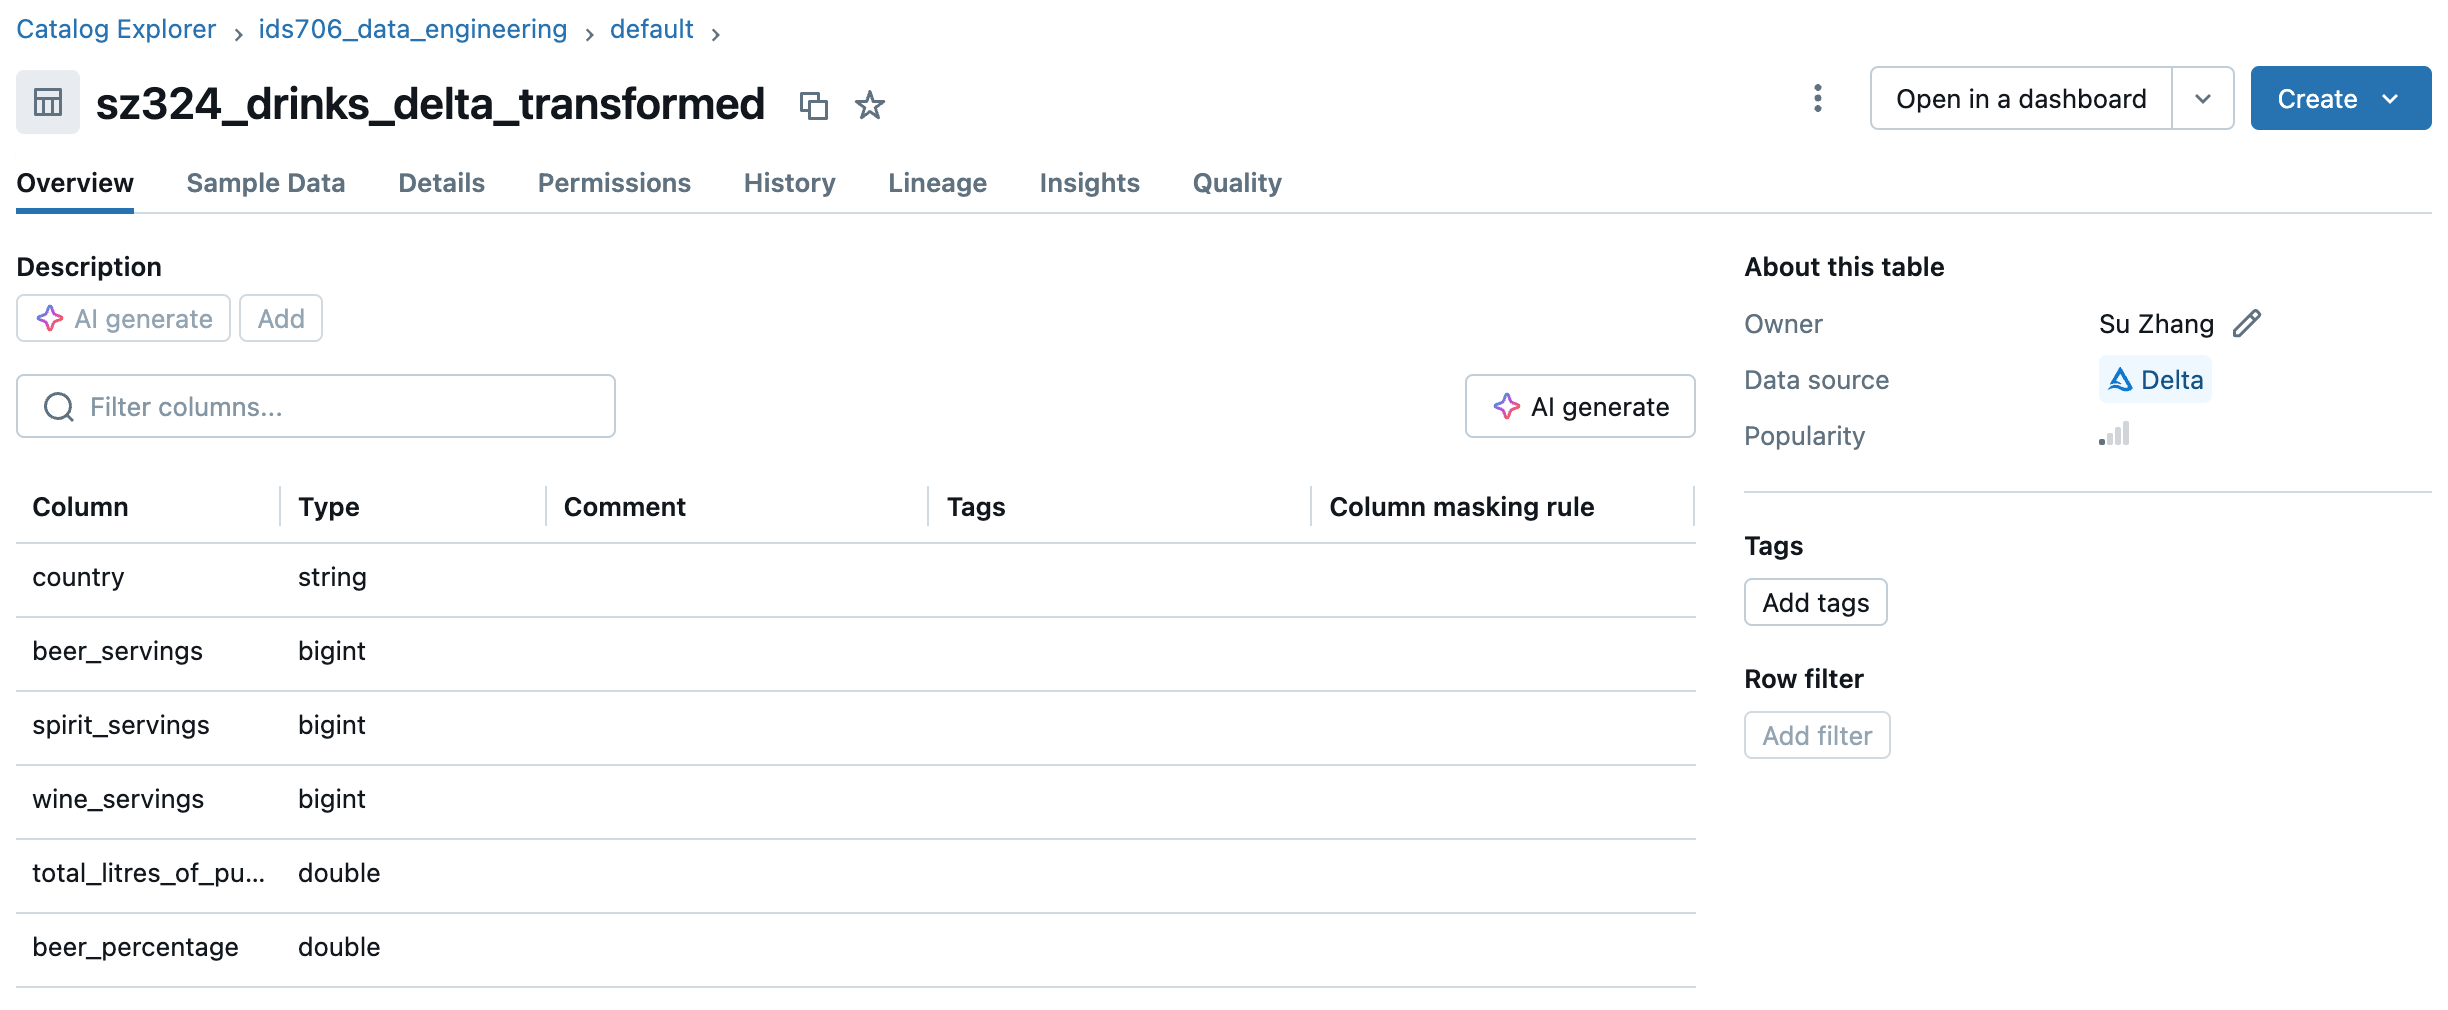 Catalog Explorer > ids706_data_engineering > default >
sz324_drinks_delta_transformed
Open in a dashboard
Create
Overview Sample Data Details Permissions History Lineage Insights Quality
Description
AI generate Add
Filter columns...
AI generate
Column Type Comment Tags Column masking rule
country string
beer_servings bigint
spirit_servings bigint
wine_servings bigint
total_litres_of_pu... double
beer_percentage double
About this table
Owner Su Zhang
Data source Delta
Popularity
Tags
Add tags
Row filter
Add filter